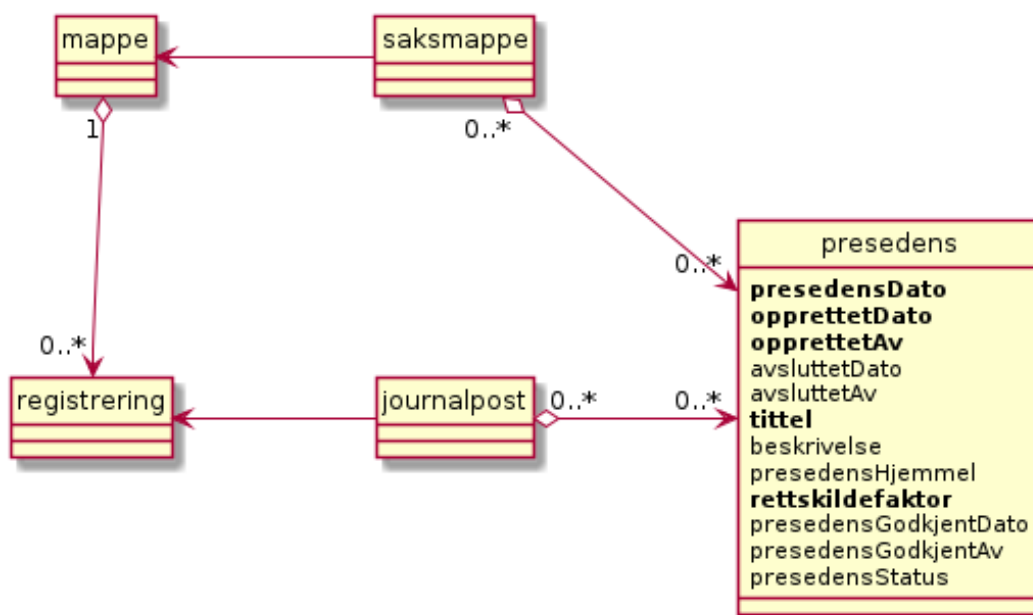 mappe
saksmappe
1
0..*
0..*
presedens
presedensDato
opprettetDato
opprettetAv
avsluttetDato
avsluttetAv
tittel
beskrivelse
presedensHjemmel
rettskildefaktor
presedensGodkjentDato
presedensGodkjentAv
presedensStatus
0..*
registrering
journalpost
0..*
0..*